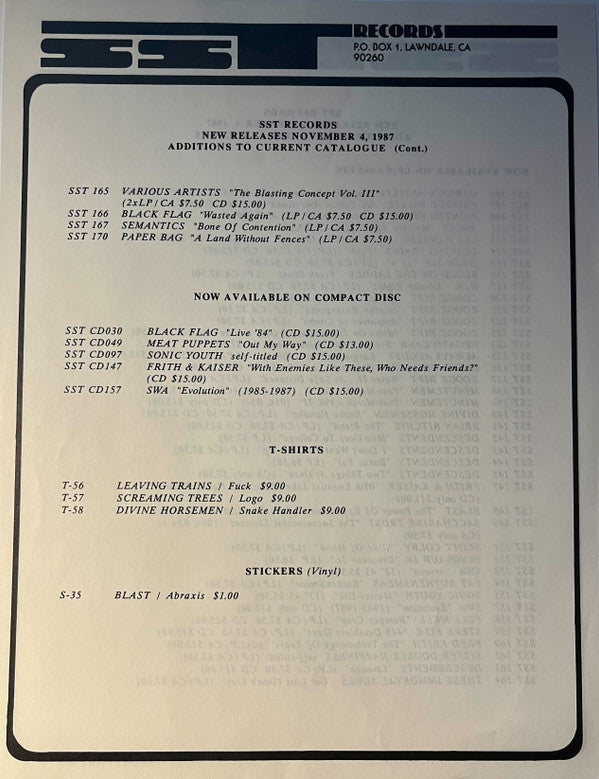 SST
RECORDS
P.O. BOX 1, LAWNDALE, CA
90260
SST RECORDS
NEW RELEASES NOVEMBER 4, 1987
ADDITIONS TO CURRENT CATALOGUE (Cont.)
SST 165 VARIOUS ARTISTS "The Blasting Concept Vol. III"
(2xLP/CA $7.50 CD $15.00)
SST 166 BLACK FLAG "Wasted Again" (LP/CA $7.50 CD $15.00)
SST 167 SEMANTICS "Bone Of Contention" (LP/CA $7.50)
SST 170 PAPER BAG "A Land Without Fences" (LP/CA $7.50)
NOW AVAILABLE ON COMPACT DISC
SST CD030 BLACK FLAG "Live '84" (CD $15.00)
SST CD049 MEAT PUPPETS "Out My Way" (CD $13.00)
SST CD097 SONIC YOUTH self-titled (CD $15.00)
SST CD147 FRITH & KAISER "With Enemies Like These, Who Needs Friends?"
(CD $15.00)
SST CD157 SWA "Evolution" (1985-1987) (CD $15.00)
T-SHIRTS
T-56 LEAVING TRAINS / Fuck $9.00
T-57 SCREAMING TREES / Logo $9.00
T-58 DIVINE HORSEMEN / Snake Handler $9.00
STICKERS (Vinyl)
S-35 BLAST / Abraxis $1.00